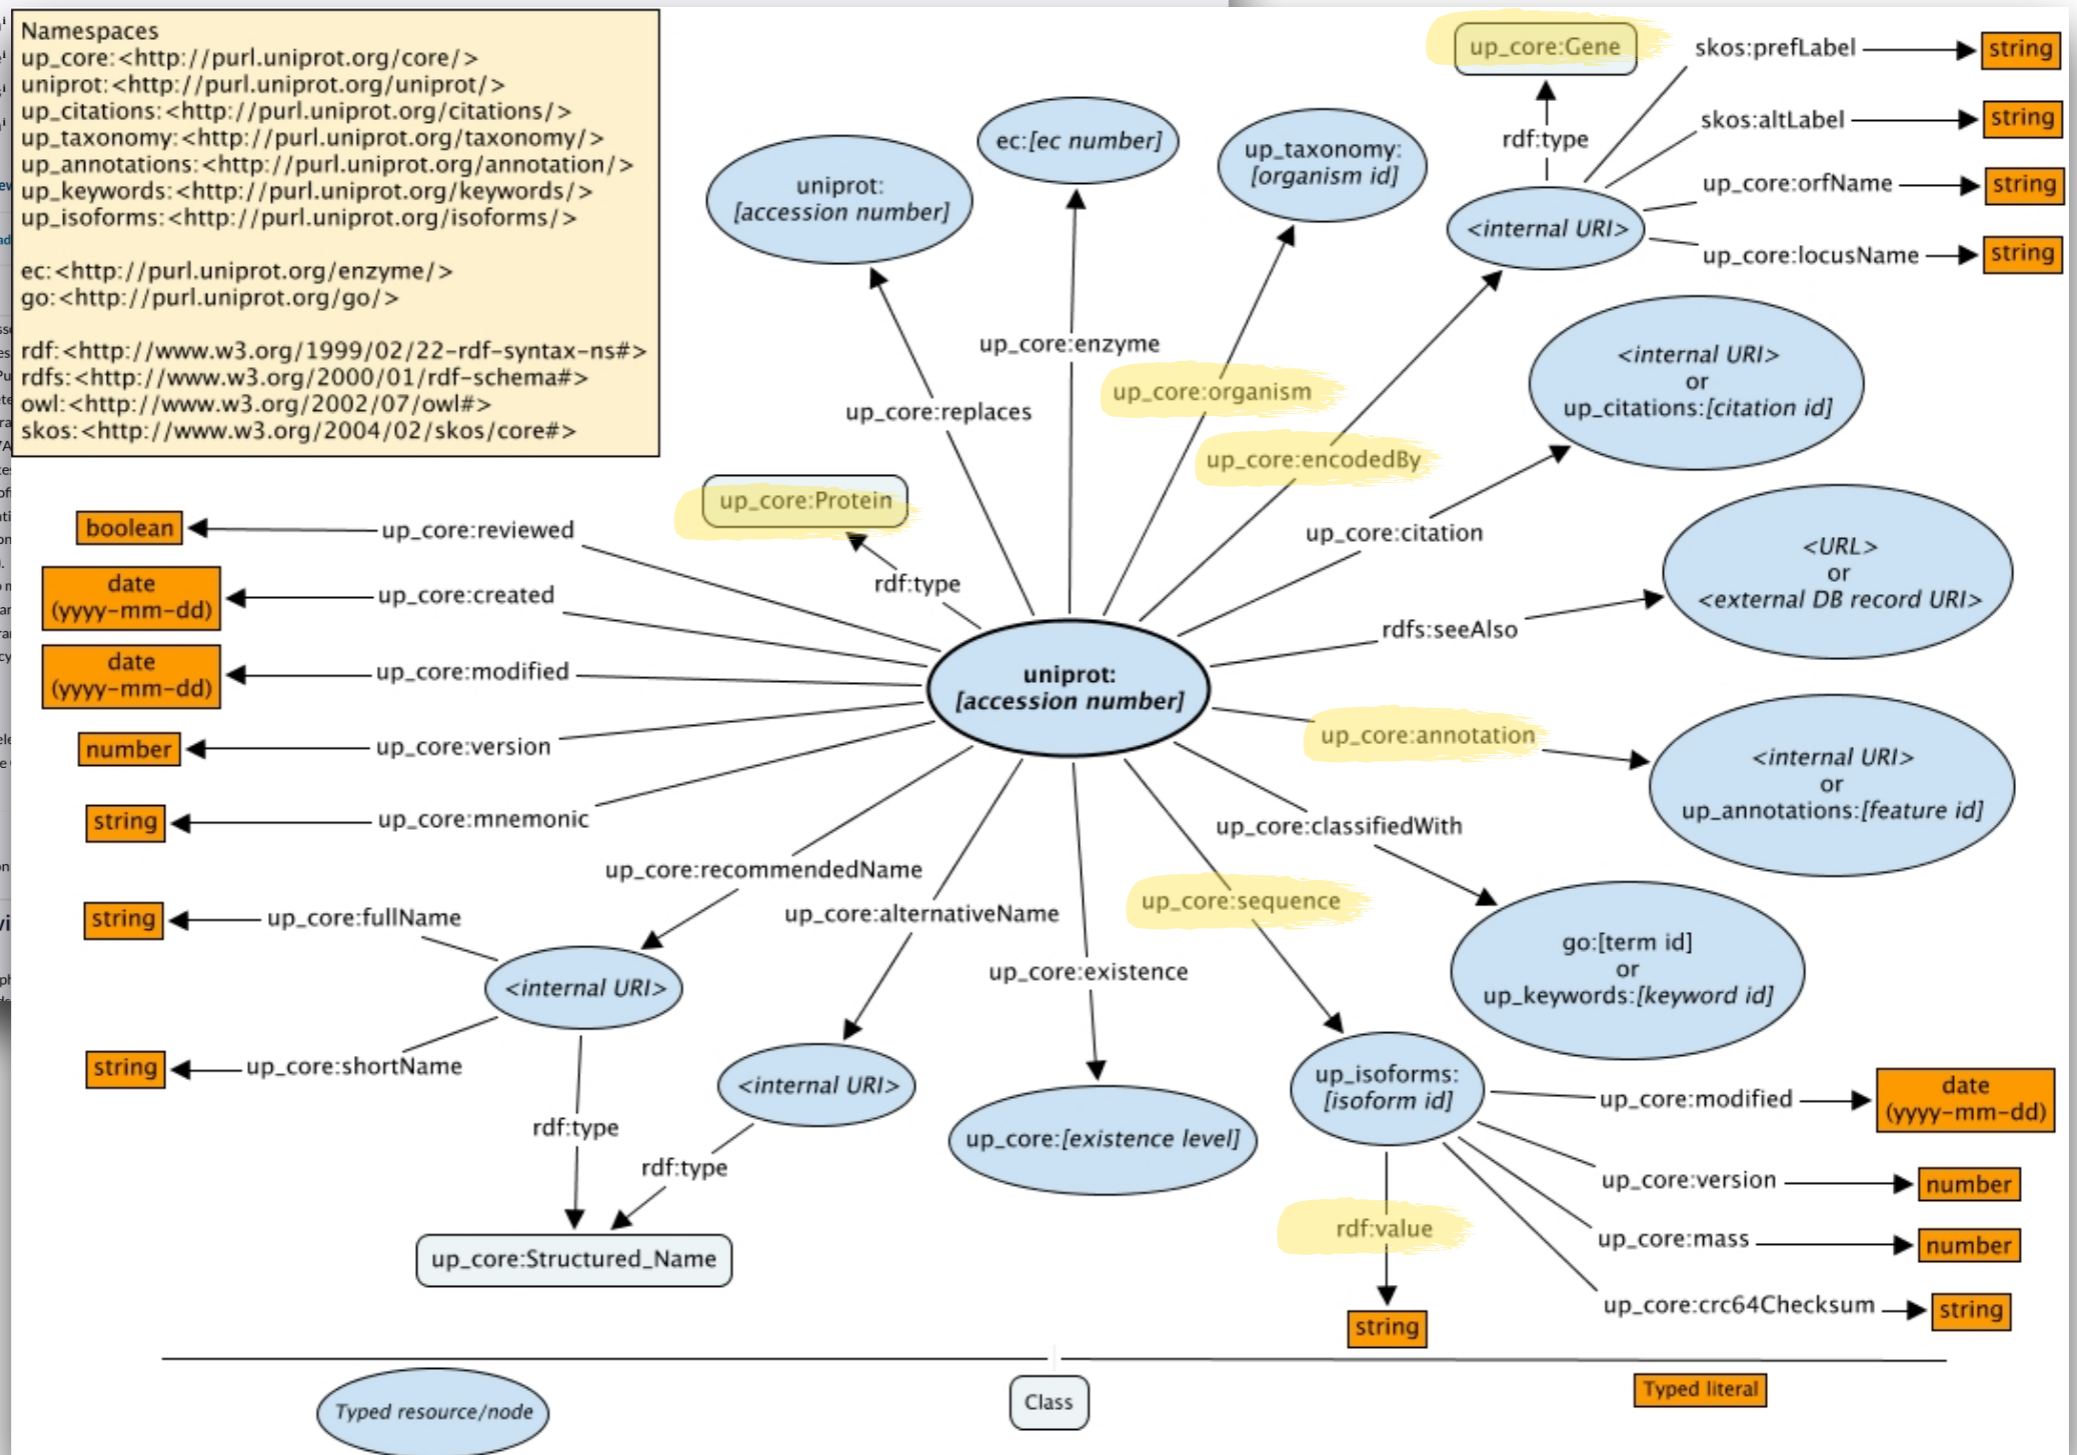 Namespaces
up_core:<http://purl.uniprot.org/core/>
uniprot:<http://purl.uniprot.org/uniprot/>
up_citations:<http://purl.uniprot.org/citations/>
up_taxonomy:<http://purl.uniprot.org/taxonomy/>
up_annotations:<http://purl.uniprot.org/annotation/>
up_keywords:<http://purl.uniprot.org/keywords/>
up_isoforms:<http://purl.uniprot.org/isoforms/>
ec:<http://purl.uniprot.org/enzyme/>
go:<http://purl.uniprot.org/go/>
rdf:<http://www.w3.org/1999/02/22-rdf-syntax-ns#>
rdfs:<http://www.w3.org/2000/01/rdf-schema#>
owl:<http://www.w3.org/2002/07/owl#>
skos:<http://www.w3.org/2004/02/skos/core#>
uniprot:
[accession number]
ec:[ec number]
up_taxonomy:
[organism id]
up_core:Gene
rdf:type
<internal URI>
skos:prefLabel
string
skos:altLabel
string
up_core:orfName
string
up_core:locusName
string
up_core:replaces
up_core:enzyme
up_core:organism
up_core:encodedBy
<internal URI>
or
up_citations:[citation id]
up_core:citation
up_core:Protein
rdf:type
boolean
up_core:reviewed
date
(yyyy-mm-dd)
up_core:created
date
(yyyy-mm-dd)
up_core:modified
number
up_core:version
string
up_core:mnemonic
uniprot:
[accession number]
rdfs:seeAlso
<URL>
or
<external DB record URI>
up_core:annotation
<internal URI>
or
up_annotations:[feature id]
up_core:classifiedWith
go:[term id]
or
up_keywords:[keyword id]
up_core:recommendedName
up_core:alternativeName
up_core:existence
up_core:sequence
string
up_core:fullName
<internal URI>
string
up_core:shortName
rdf:type
<internal URI>
rdf:type
up_core:Structured_Name
up_core:[existence level]
up_isoforms:
[isoform id]
up_core:modified
date
(yyyy-mm-dd)
up_core:version
number
up_core:mass
number
up_core:crc64Checksum
string
rdf:value
string
Typed resource/node
Class
Typed literal